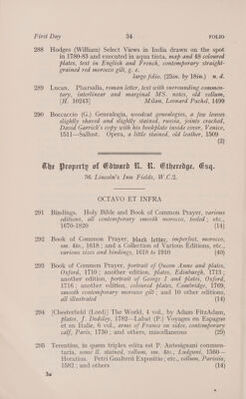 First Day 34 FOLIO
288 Hodges (William) Select Views in India drawn on the spot
in 1780-83 and executed in aqua tinta, map and 48 coloured
plates, text in English and French, contemporary straight-
grained red morocco gilt, g. e.
large folio. (25in. by 18in.) n.d.
289 Lucan. Pharsalia, roman letter, text with surrounding commen-
tary, interlinear and marginal MS. notes, old vellum,
[H. 10243] Milan, Leonard Pachel, 1499
290 Boccaccio (G.) Genealogia, woodcut genealogies, a few leaves
slightly shaved and slightly stained, russia, joints cracked,
David Garrick's copy with his bookplate inside cover, Venice,
1511—Sallust. Opera, a little stained, old leather, 1509
(2)
The Property of Edward R. R. Etheredge, Esq.
76 Lincoln's Inn Fields, W.C.2.
OCTAVO ET INFRA
291 Bindings. Holy Bible and Book of Common Prayer, various
editions, all contemporary smooth morocco, tooled; etc.,
1676-1820 (14)
292 Book of Common Prayer, black letter, imperfect, morocco,
sm. 4to., 1618; and a Collection of Various Editions, etc.,
various sizes and bindings, 1618 to 1910 (40)
293 Book of Common Prayer, portrait of Queen Anne and plates,
Oxford, 1710; another edition, plates, Edinburgh, 1713;
another edition, portrait of George I and plates, Oxford,
1716; another edition, coloured plates, Cambridge, 1769,
smooth contemporary morocco gilt; and 10 other editions,
all illustrated (14)
294 [Chesterfield (Lord)] The World, 4 vol., by Adam FitzAdam,
plates, J. Dodsley, 1782—Labat (P.) Voyages en Espagne
et en Italie, 6 vol., arms of France on sides, contemporary
calf, Paris, 1730; and others, miscellaneous (29)
295 Terentius, in quem triplex edita est P. Antesignani commen-
taria, some ll. stained, vellum, sm. 4to., Lugduni, 1560—
Horatius. Petri Gualterii Expositio; etc., vellum, Parisiis,
1582; and others (14)